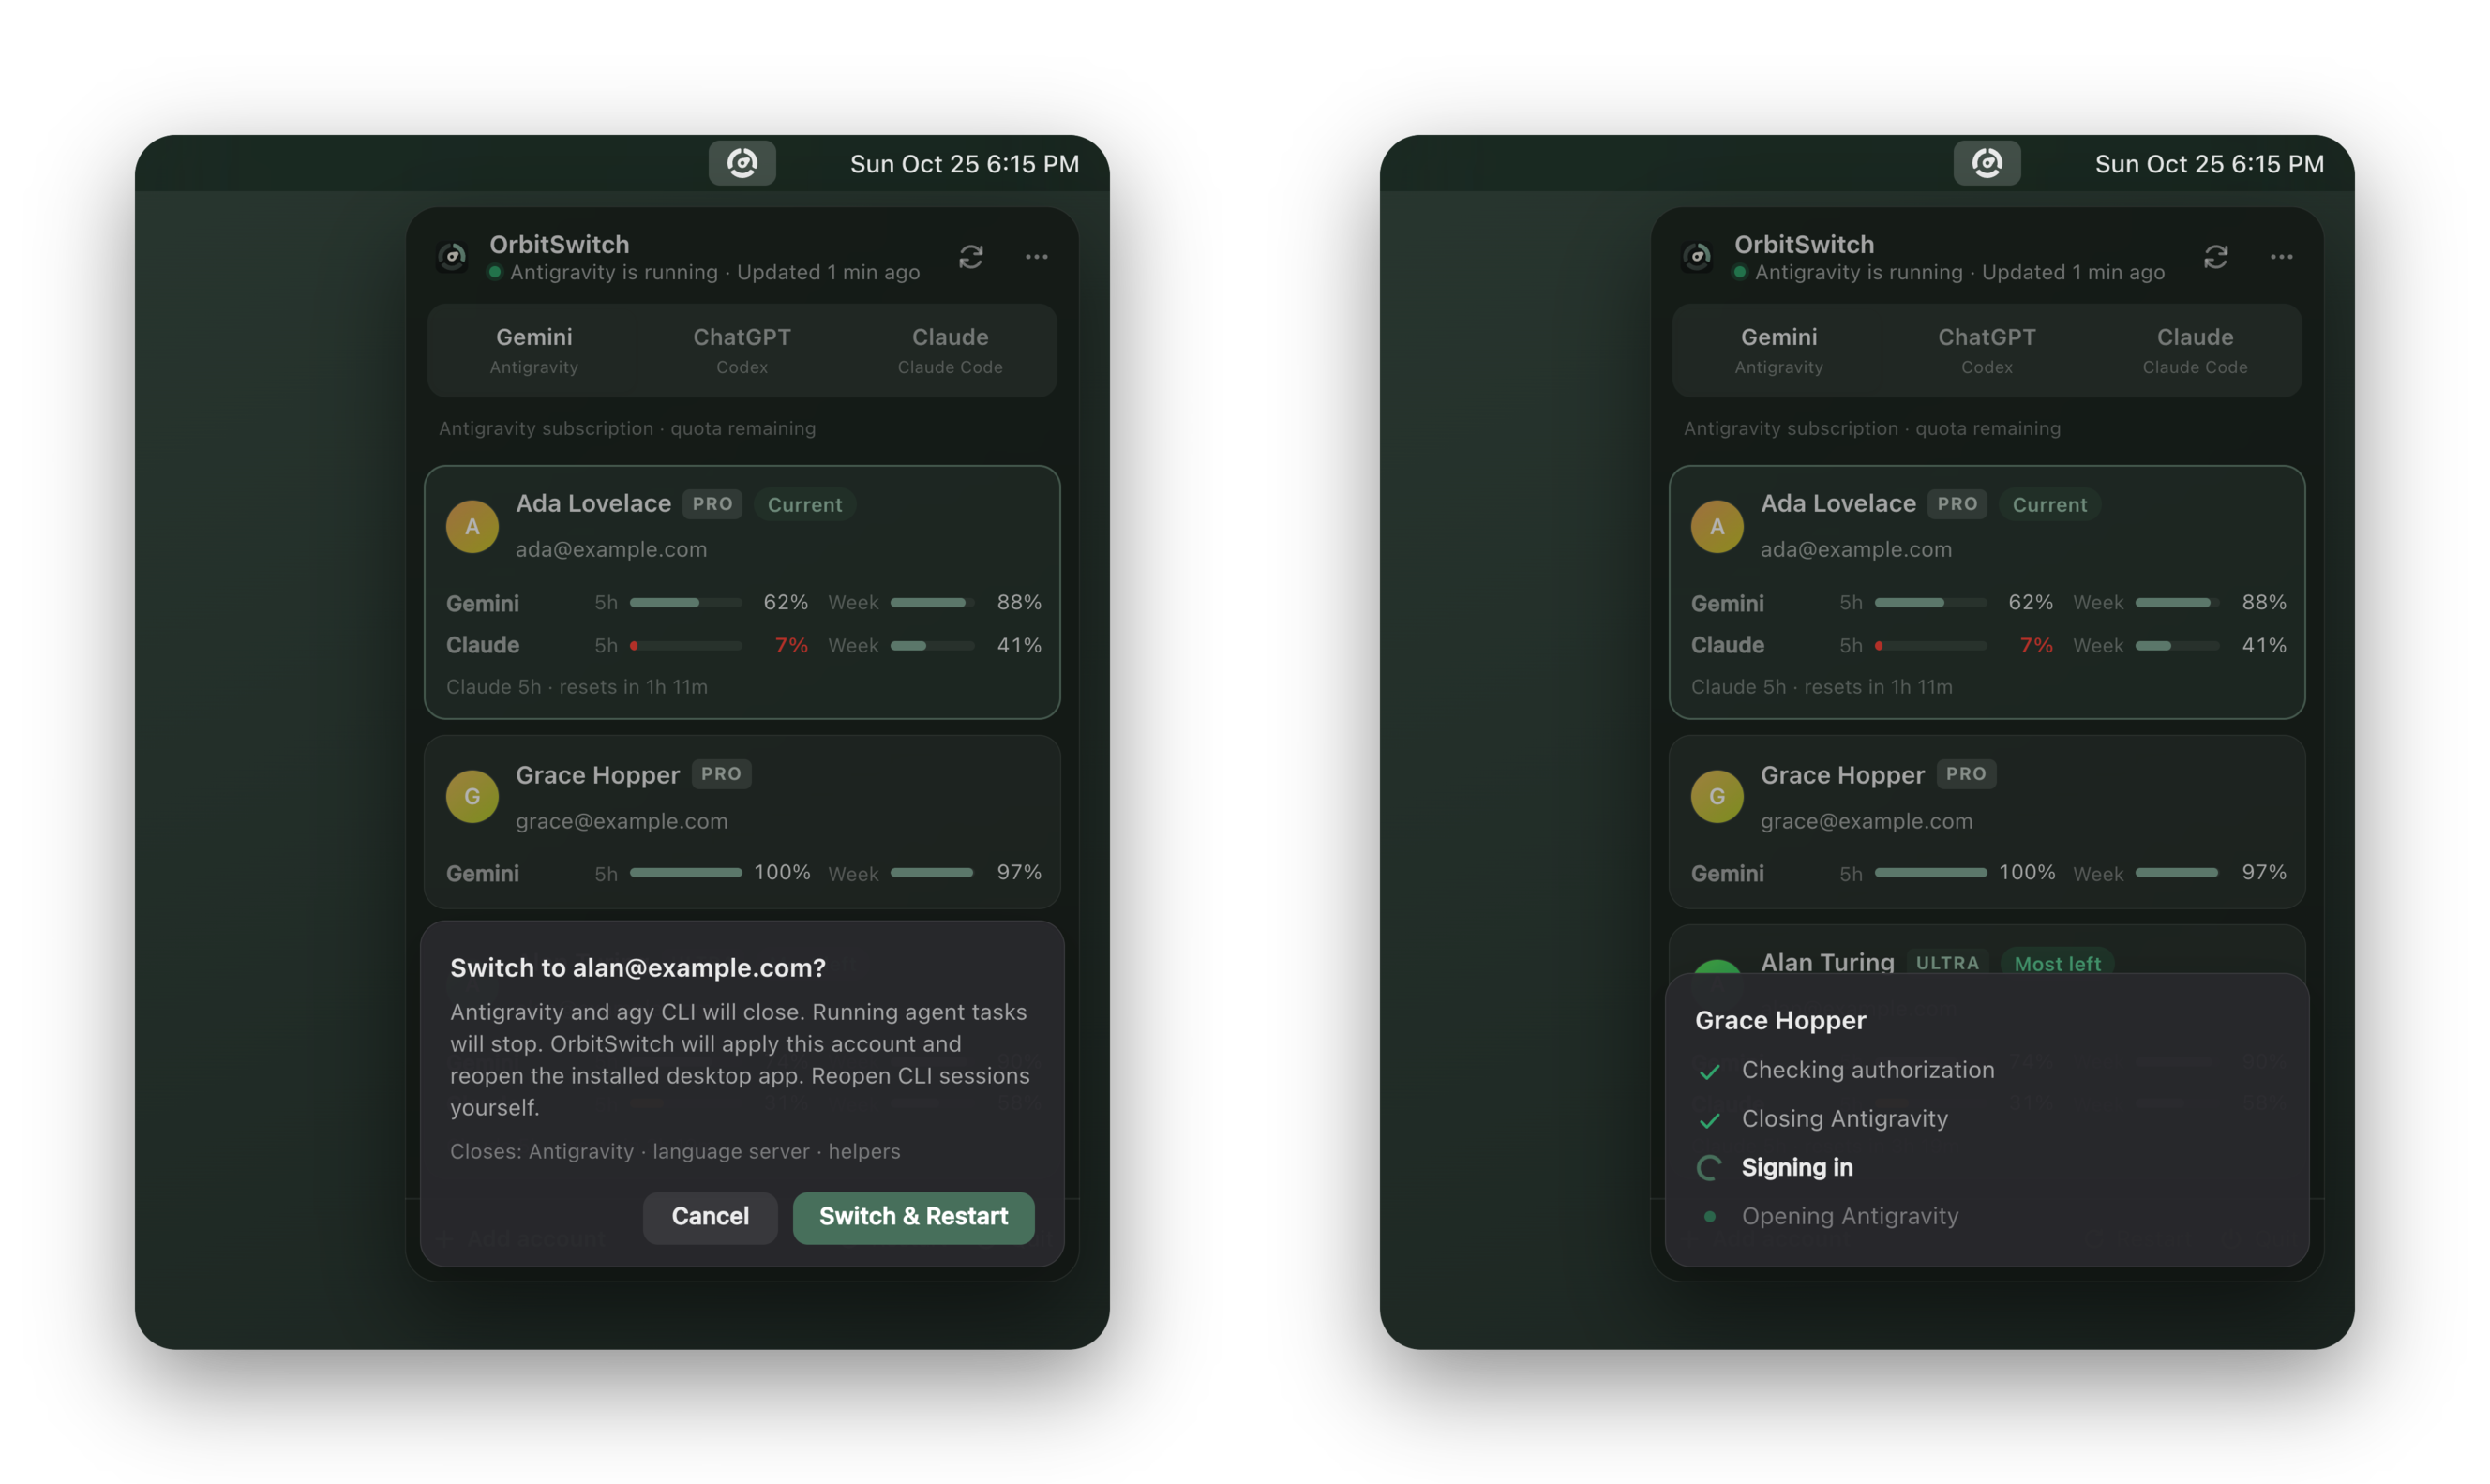 Sun Oct 25 6:15 PM
OrbitSwitch
Antigravity is running · Updated 1 min ago
Gemini ChatGPT Claude
Antigravity Codex Claude Code
Antigravity subscription · quota remaining
A
Ada Lovelace PRO Current
ada@example.com
Gemini 5h 62% Week 88%
Claude 5h 7% Week 41%
Claude 5h · resets in 1h 11m
G
Grace Hopper PRO
grace@example.com
Gemini 5h 100% Week 97%
Switch to alan@example.com?
Antigravity and agy CLI will close. Running agent tasks
will stop. OrbitSwitch will apply this account and
reopen the installed desktop app. Reopen CLI sessions
yourself.
Closes: Antigravity · language server · helpers
Cancel Switch & Restart
+ Add account
Sun Oct 25 6:15 PM
OrbitSwitch
Antigravity is running · Updated 1 min ago
Gemini ChatGPT Claude
Antigravity Codex Claude Code
Antigravity subscription · quota remaining
A
Ada Lovelace PRO Current
ada@example.com
Gemini 5h 62% Week 88%
Claude 5h 7% Week 41%
Claude 5h · resets in 1h 11m
G
Grace Hopper PRO
grace@example.com
Gemini 5h 100% Week 97%
Alan Turing ULTRA Most left
Grace Hopper
Checking authorization
Closing Antigravity
Signing in
Opening Antigravity